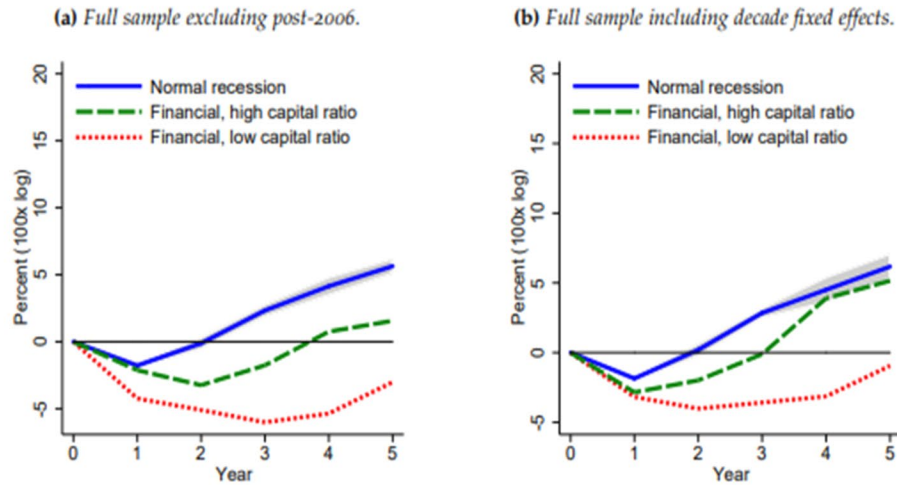 (a) Full sample excluding post-2006.
20
15
10
5
0
-5
Percent (100x log)
Normal recession
Financial, high capital ratio
Financial, low capital ratio
0 1 2 3 4 5
Year
(b) Full sample including decade fixed effects.
20
15
10
5
0
-5
Percent (100x log)
Normal recession
Financial, high capital ratio
Financial, low capital ratio
0 1 2 3 4 5
Year